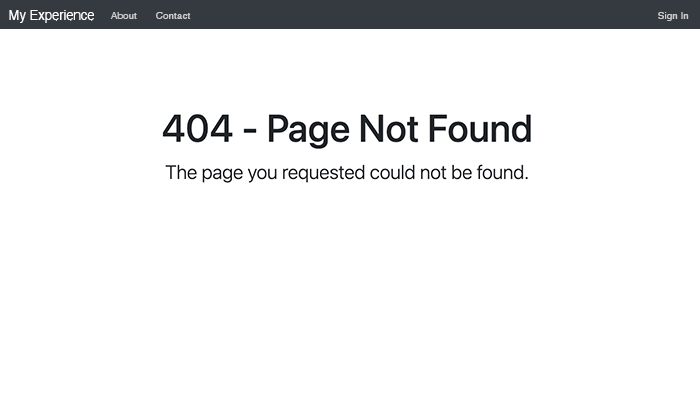 My Experience About Contact Sign In
404 - Page Not Found
The page you requested could not be found.